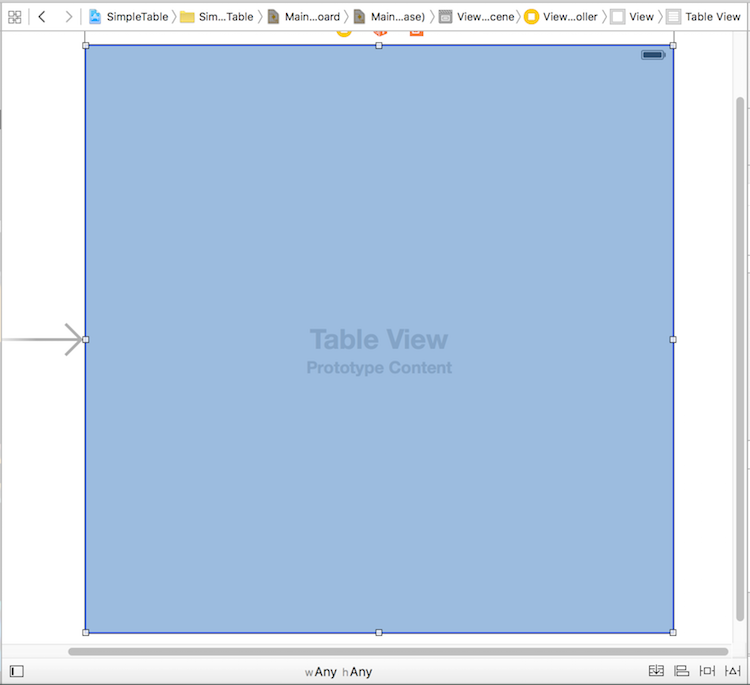 SimpleTable Sim...Table Main....oard Main...ase) View...cene View...oller View Table View
Table View
Prototype Content
wAny hAny